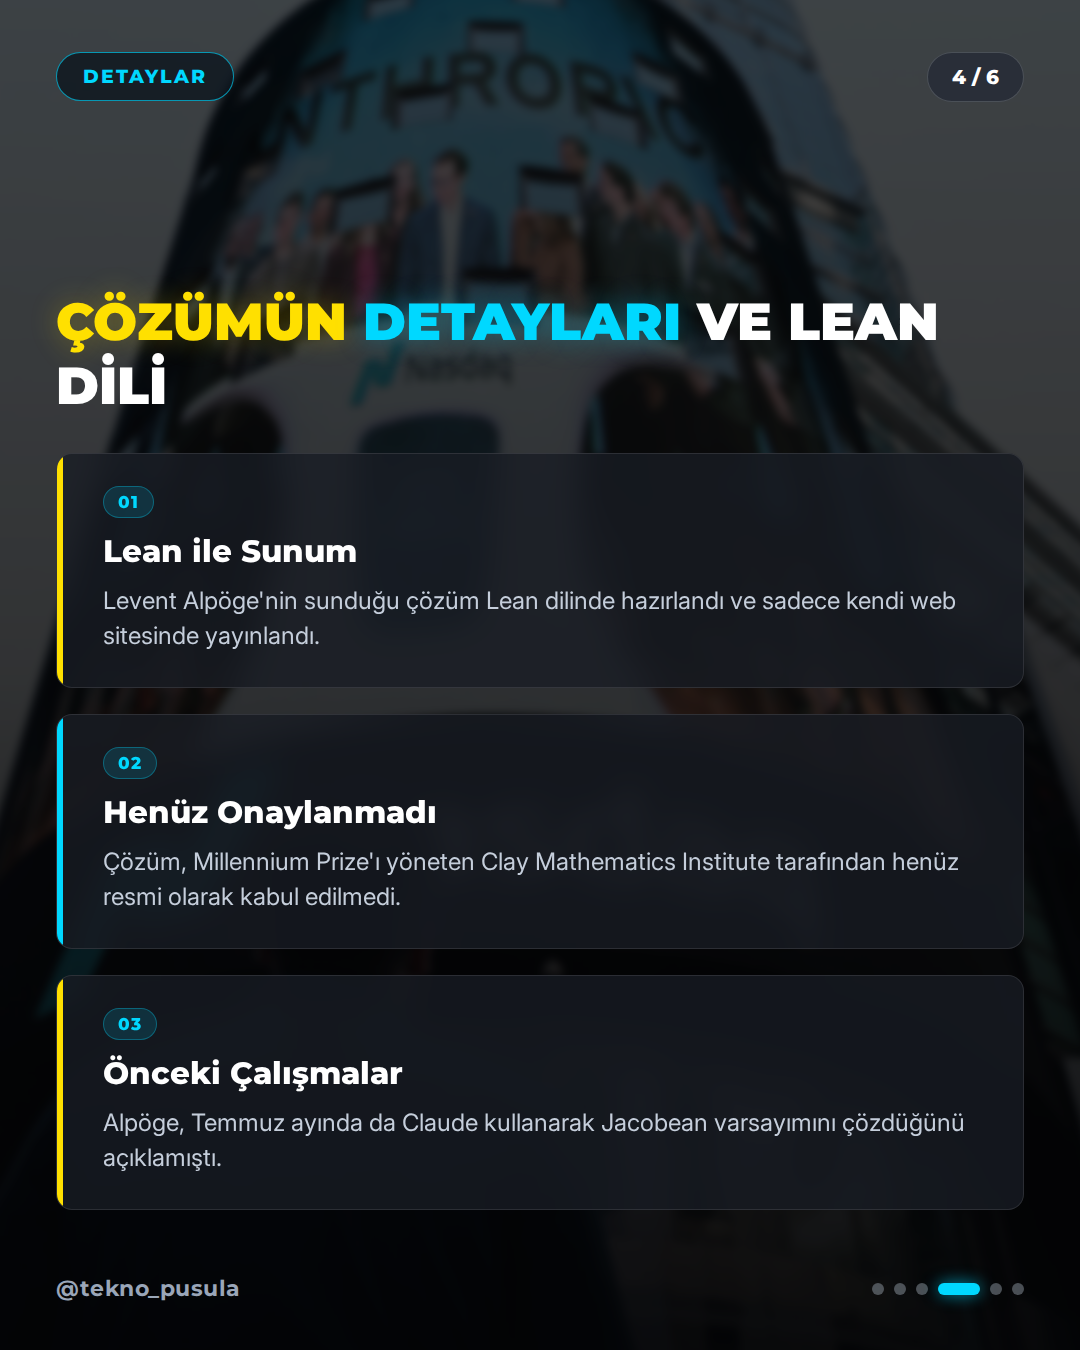 DETAYLAR
4 / 6
ANTHROPIC
ÇÖZÜMÜN DETAYLARI VE LEAN
DİLİ
Nasdaq
01
Lean ile Sunum
Levent Alpöge'nin sunduğu çözüm Lean dilinde hazırlandı ve sadece kendi web
sitesinde yayınlandı.
02
Henüz Onaylanmadı
Çözüm, Millennium Prize'ı yöneten Clay Mathematics Institute tarafından henüz
resmi olarak kabul edilmedi.
03
Önceki Çalışmalar
Alpöge, Temmuz ayında da Claude kullanarak Jacobean varsayımını çözdüğünü
açıklamıştı.
@tekno_pusula